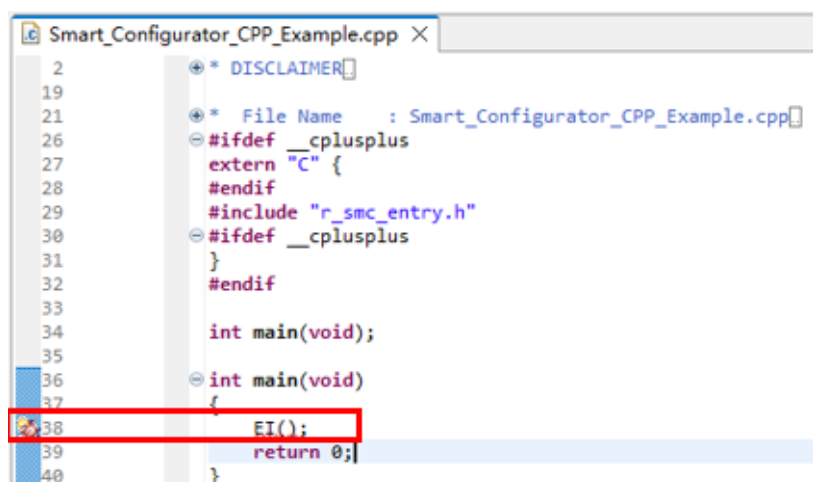 Smart_Configurator_CPP_Example.cpp
2 * DISCLAIMER
19
21 * File Name : Smart_Configurator_CPP_Example.cpp
26 #ifdef __cplusplus
27 extern "C" {
28 #endif
29 #include "r_smc_entry.h"
30 #ifdef __cplusplus
31 }
32 #endif
33
34 int main(void);
35
36 int main(void)
37 {
38 EI();
39 return 0;
40 }